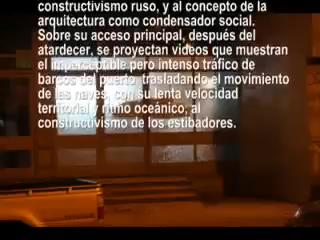 constructivismo ruso, y al concepto de la
arquitectura como condensador social.
Sobre su acceso principal, después del
atardecer, se proyectan videos que muestran
el imperceptible pero intenso tráfico de
barcos del puerto, trasladando el movimiento
de las naves, con su lenta velocidad
territorial y ritmo oceánico, al
constructivismo de los estibadores.